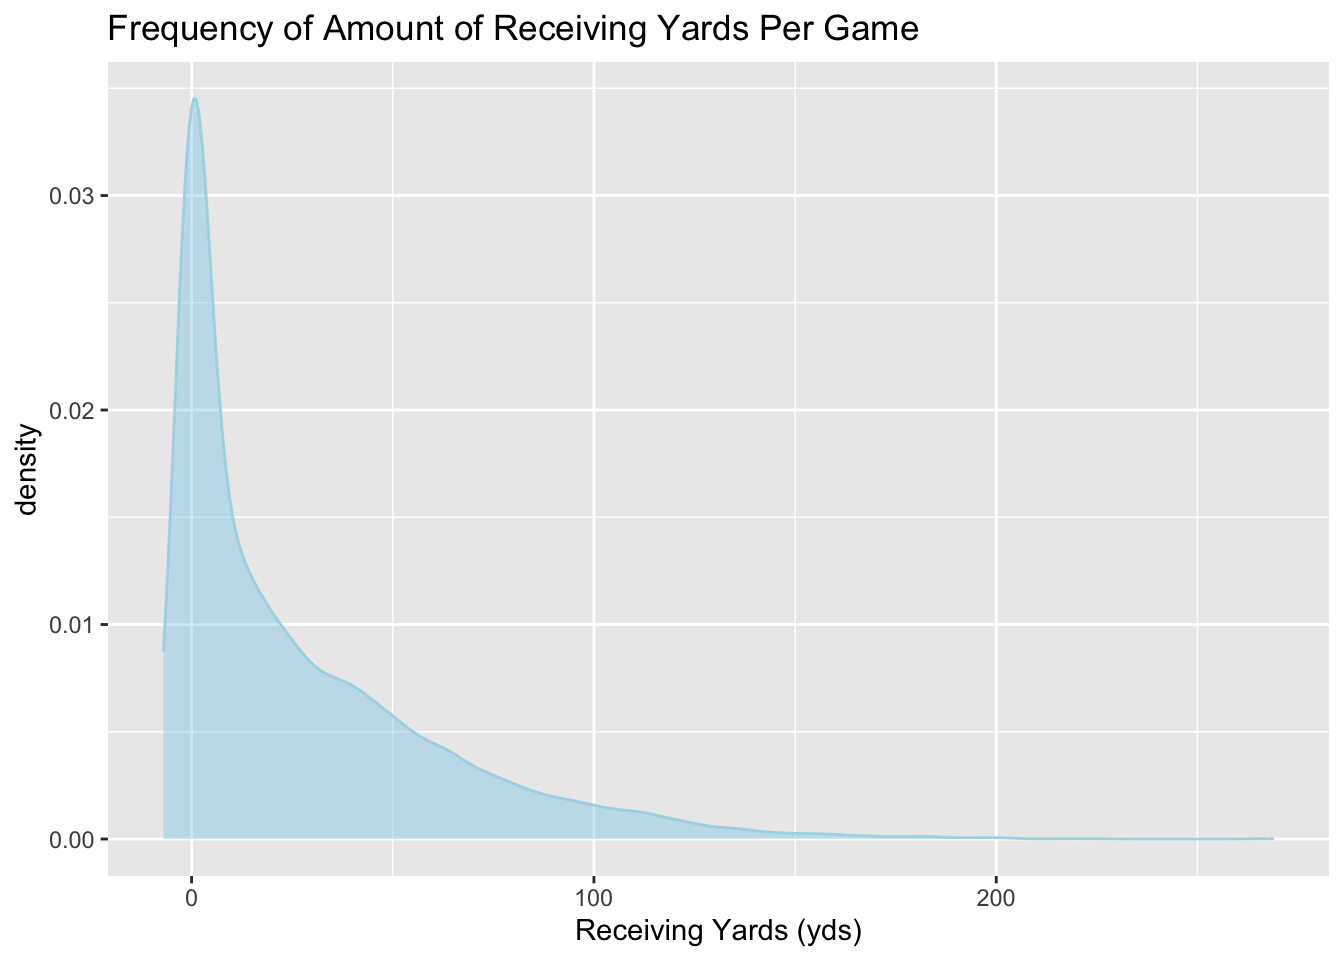 Frequency of Amount of Receiving Yards Per Game
0.03
0.02
0.01
0.00
density
0 100 200
Receiving Yards (yds)